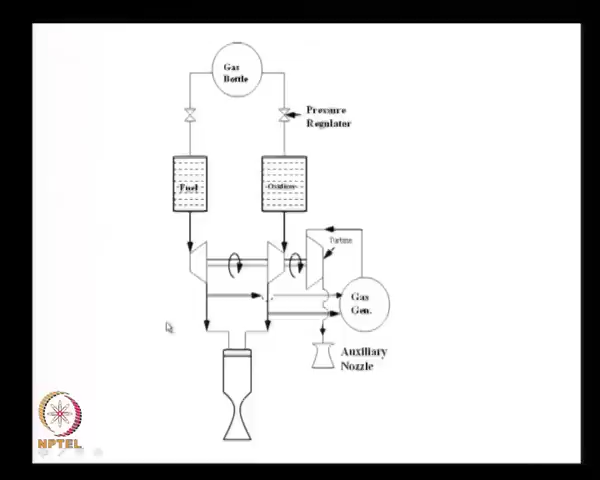 Gas
Bottle
Pressure
Regulator
Fuel
Oxidizer
Turbine
Gas
Gen.
Auxiliary
Nozzle
NPTEL